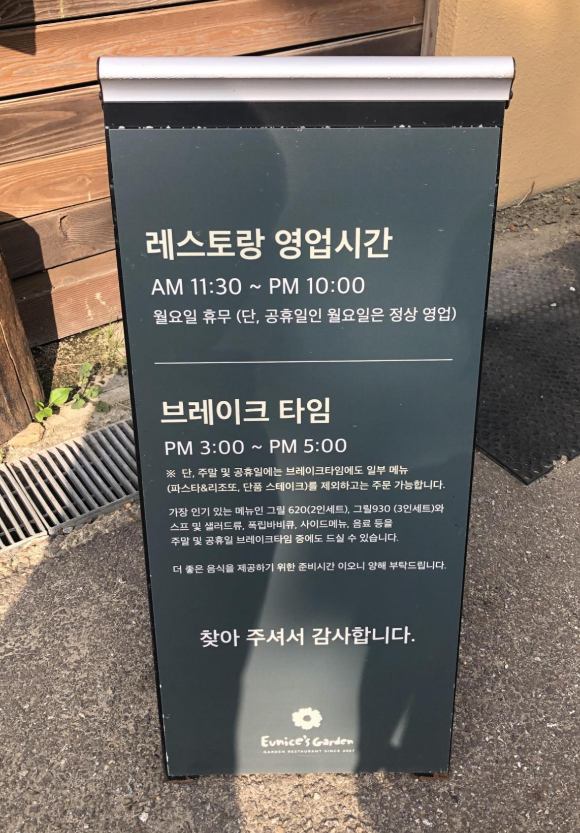 레스토랑 영업시간
AM 11:30 ~ PM 10:00
월요일 휴무 (단, 공휴일인 월요일은 정상 영업)
브레이크 타임
PM 3:00 ~ PM 5:00
※ 단, 주말 및 공휴일에는 브레이크타임에도 일부 메뉴
(파스타&리조또, 단품 스테이크)를 제외하고는 주문 가능합니다.
가장 인기 있는 메뉴인 그릴 620(2인세트), 그릴930 (3인세트)와
스프 및 샐러드류, 폭립바비큐, 사이드메뉴, 음료 등을
주말 및 공휴일 브레이크타임 중에도 드실 수 있습니다.
더 좋은 음식을 제공하기 위한 준비시간 이오니 양해 부탁드립니다.
찾아 주셔서 감사합니다.
Eunice's Garden
GARDEN RESTAURANT SINCE 2007